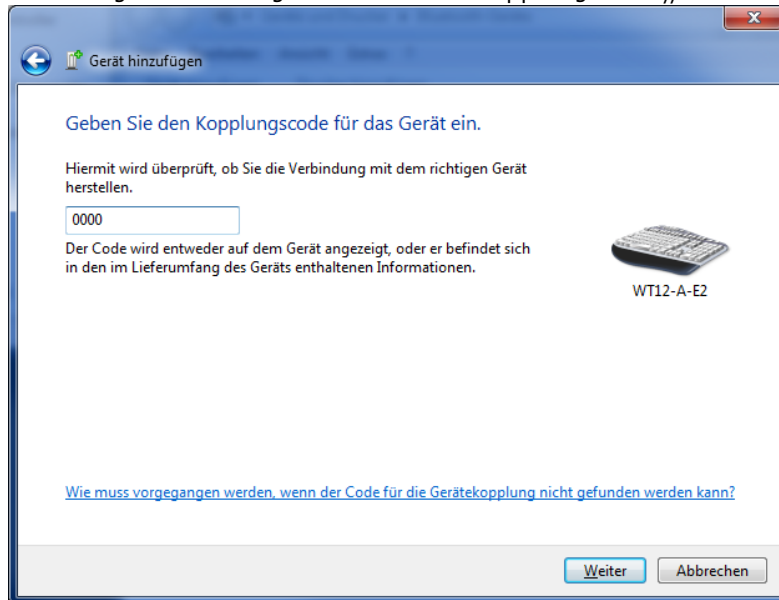 Gerät hinzufügen
Geben Sie den Kopplungscode für das Gerät ein.
Hiermit wird überprüft, ob Sie die Verbindung mit dem richtigen Gerät
herstellen.
0000
Der Code wird entweder auf dem Gerät angezeigt, oder er befindet sich
in den im Lieferumfang des Geräts enthaltenen Informationen.
WT12-A-E2
Wie muss vorgegangen werden, wenn der Code für die Gerätekopplung nicht gefunden werden kann?
Weiter
Abbrechen